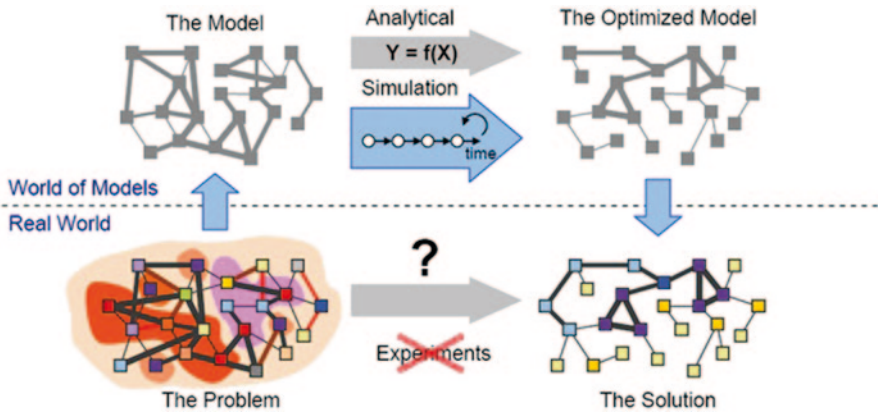 The Model
Analytical
Y = f(X)
Simulation
time
The Optimized Model
World of Models
Real World
?
Experiments
The Problem
The Solution